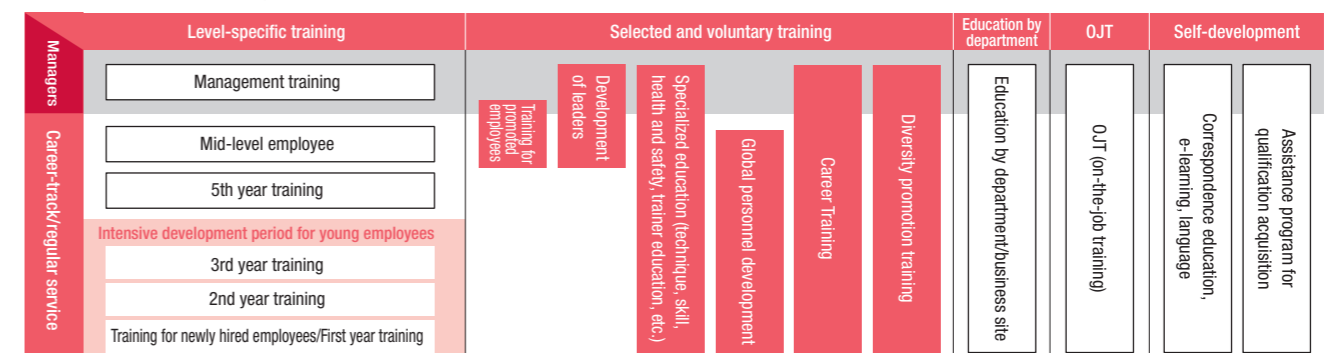 Managers
Career-track/regular service
Level-specific training
Selected and voluntary training
Education by
department
OJT
Self-development
Management training
Mid-level employee
5th year training
Intensive development period for young employees
3rd year training
2nd year training
Training for newly hired employees/First year training
Training for
promoted
employees
Development
of leaders
Specialized education (technique, skill,
health and safety, trainer education, etc.)
Global personnel development
Career Training
Diversity promotion training
Education by department/business site
OJT (on-the-job training)
Correspondence education,
e-learning, language
Assistance program for
qualification acquisition